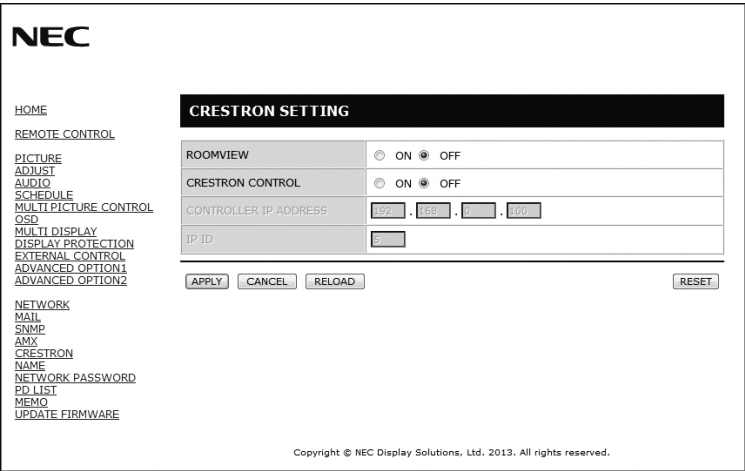 NEC
HOME
REMOTE CONTROL
PICTURE
ADJUST
AUDIO
SCHEDULE
MULTI PICTURE CONTROL
OSD
MULTI DISPLAY
DISPLAY PROTECTION
EXTERNAL CONTROL
ADVANCED OPTION1
ADVANCED OPTION2
NETWORK
MAIL
SNMP
AMX
CRESTRON
NAME
NETWORK PASSWORD
PD LIST
MEMO
UPDATE FIRMWARE
CRESTRON SETTING
ROOMVIEW ON OFF
CRESTRON CONTROL ON OFF
CONTROLLER IP ADDRESS 192 . 168 . 0 . 100
IP ID 5
APPLY CANCEL RELOAD RESET
Copyright © NEC Display Solutions, Ltd. 2013. All rights reserved.